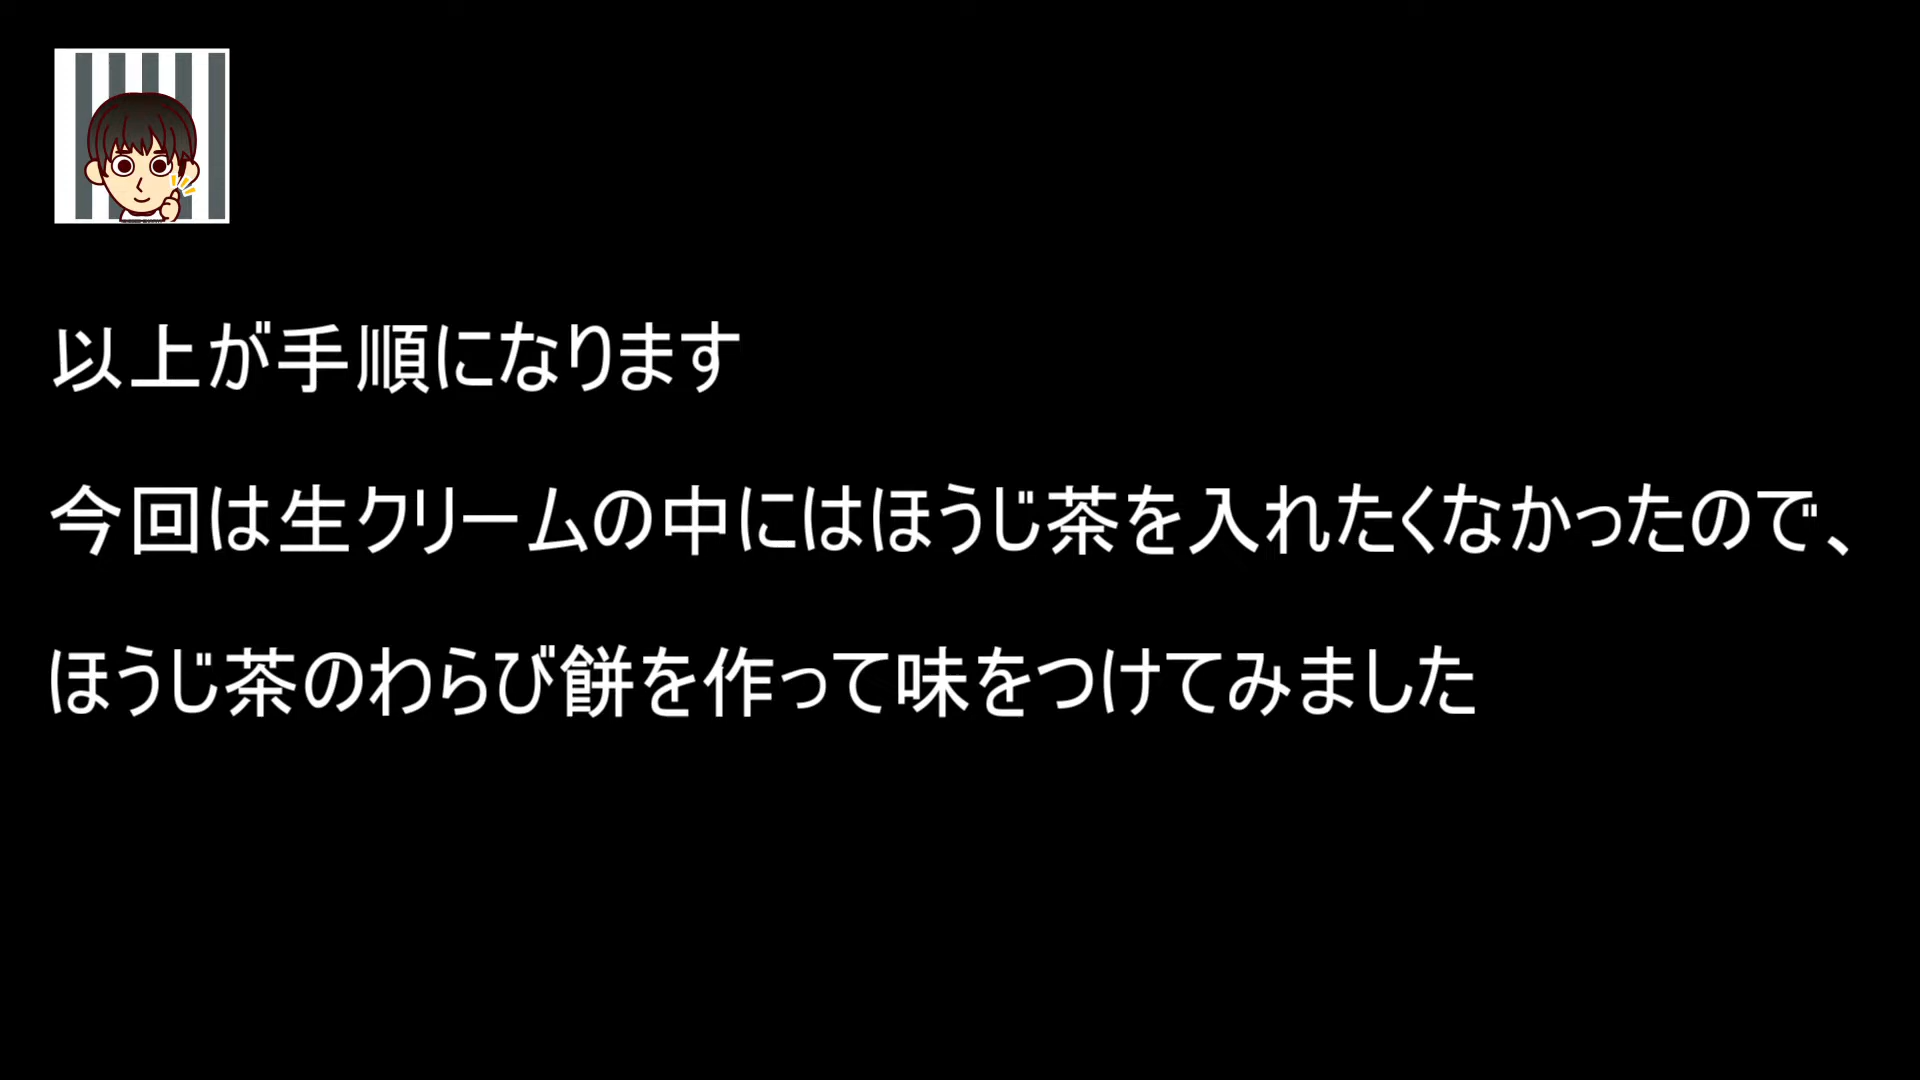 以上が手順になります
今回は生クリームの中にはほうじ茶を入れたくなかったので、
ほうじ茶のわらび餅を作って味をつけてみました